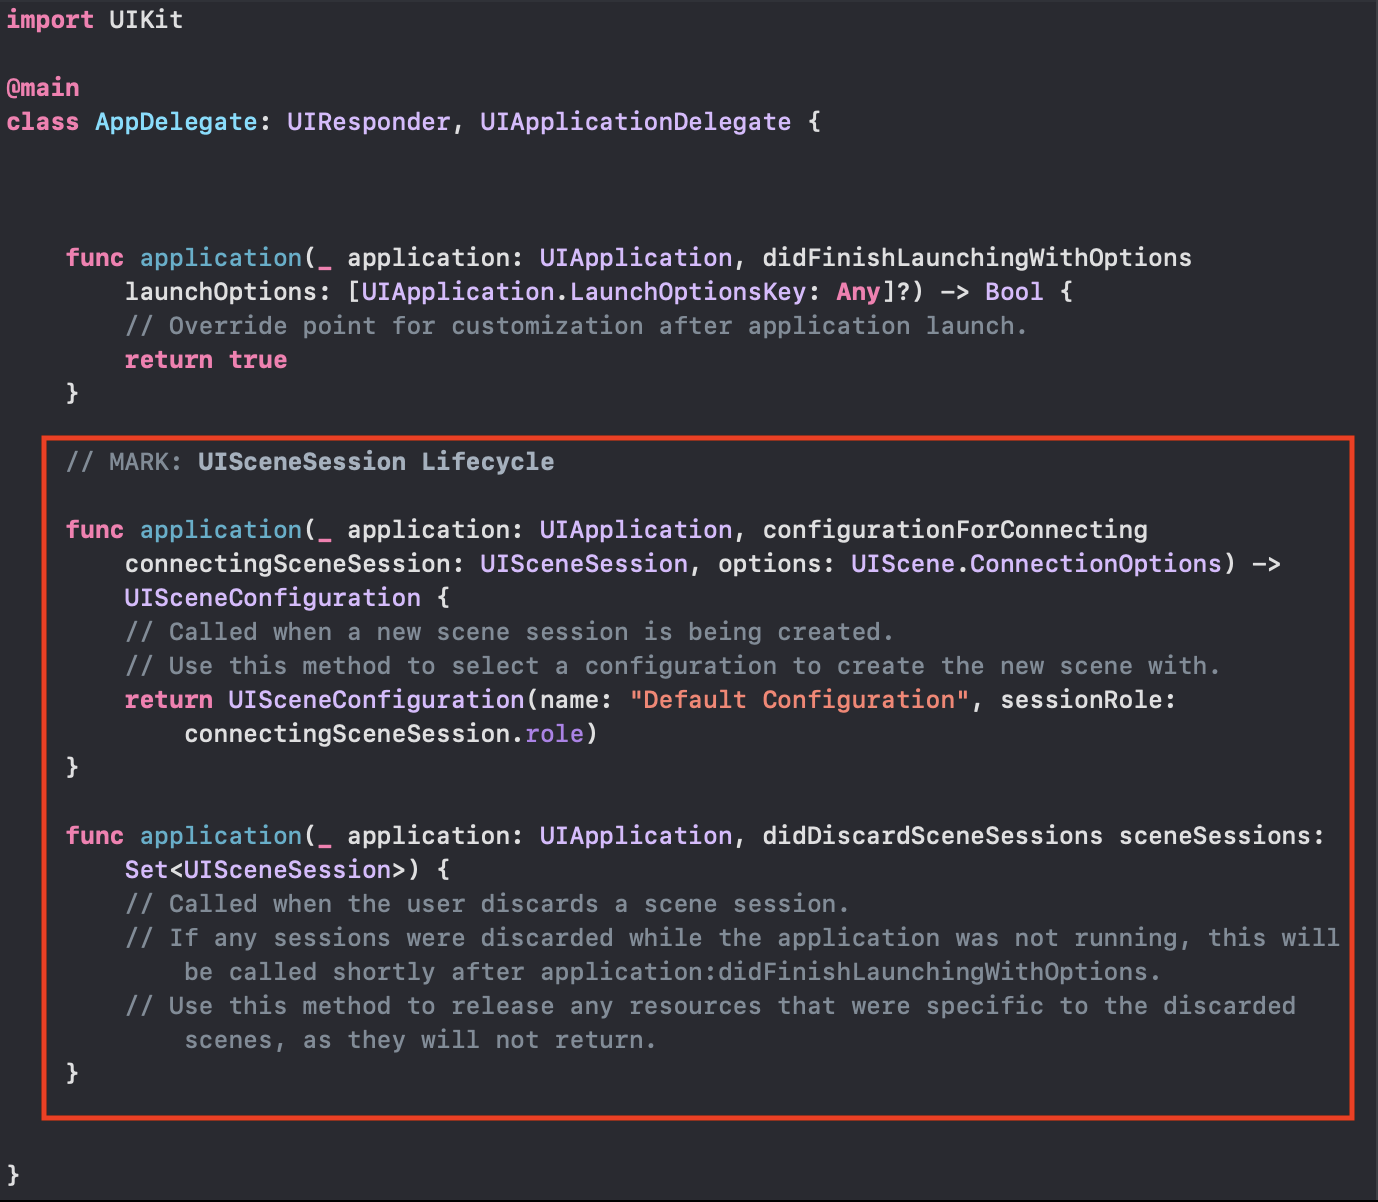 import UIKit
@main
class AppDelegate: UIResponder, UIApplicationDelegate {
func application(_ application: UIApplication, didFinishLaunchingWithOptions
launchOptions: [UIApplication.LaunchOptionsKey: Any]?) -> Bool {
// Override point for customization after application launch.
return true
}
// MARK: UISceneSession Lifecycle
func application(_ application: UIApplication, configurationForConnecting
connectingSceneSession: UISceneSession, options: UIScene.ConnectionOptions) ->
UISceneConfiguration {
// Called when a new scene session is being created.
// Use this method to select a configuration to create the new scene with.
return UISceneConfiguration(name: "Default Configuration", sessionRole:
connectingSceneSession.role)
}
func application(_ application: UIApplication, didDiscardSceneSessions sceneSessions:
Set<UISceneSession>) {
// Called when the user discards a scene session.
// If any sessions were discarded while the application was not running, this will
be called shortly after application:didFinishLaunchingWithOptions.
// Use this method to release any resources that were specific to the discarded
scenes, as they will not return.
}
}